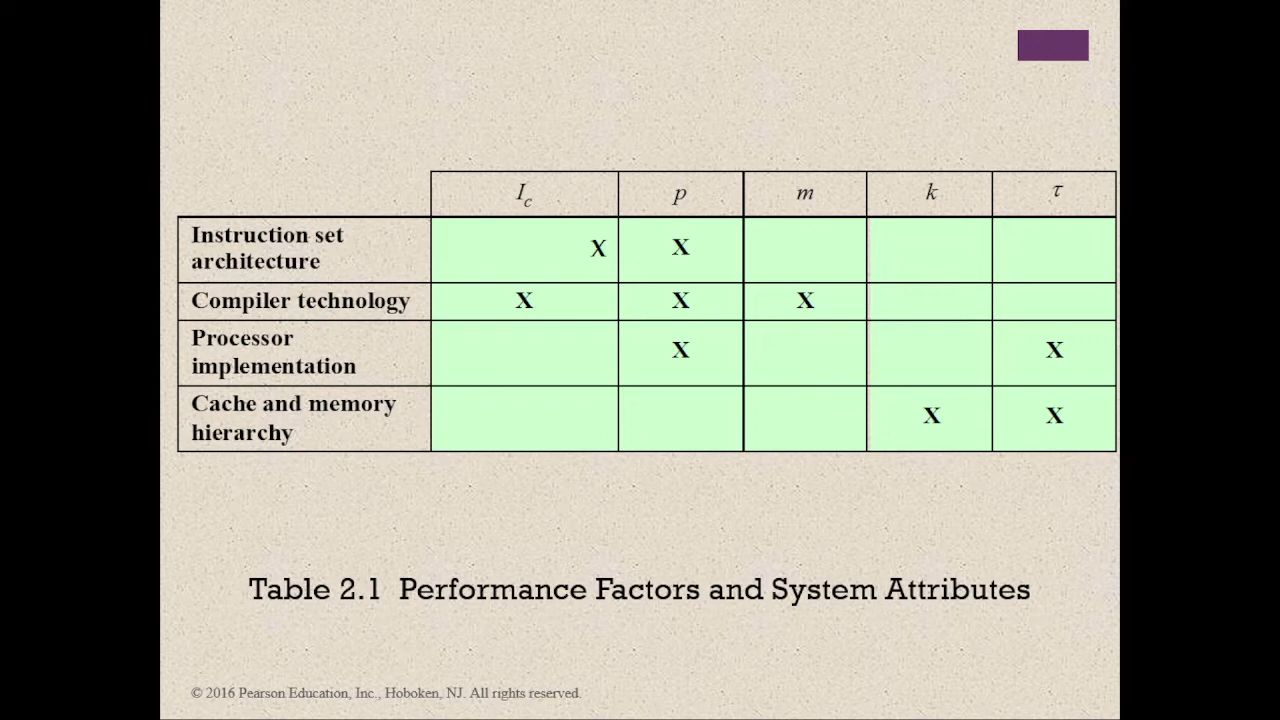 I_c p m k τ
Instruction set X X
architecture
Compiler technology X X X
Processor X X
implementation
Cache and memory X X
hierarchy
Table 2.1 Performance Factors and System Attributes
© 2016 Pearson Education, Inc., Hoboken, NJ. All rights reserved.